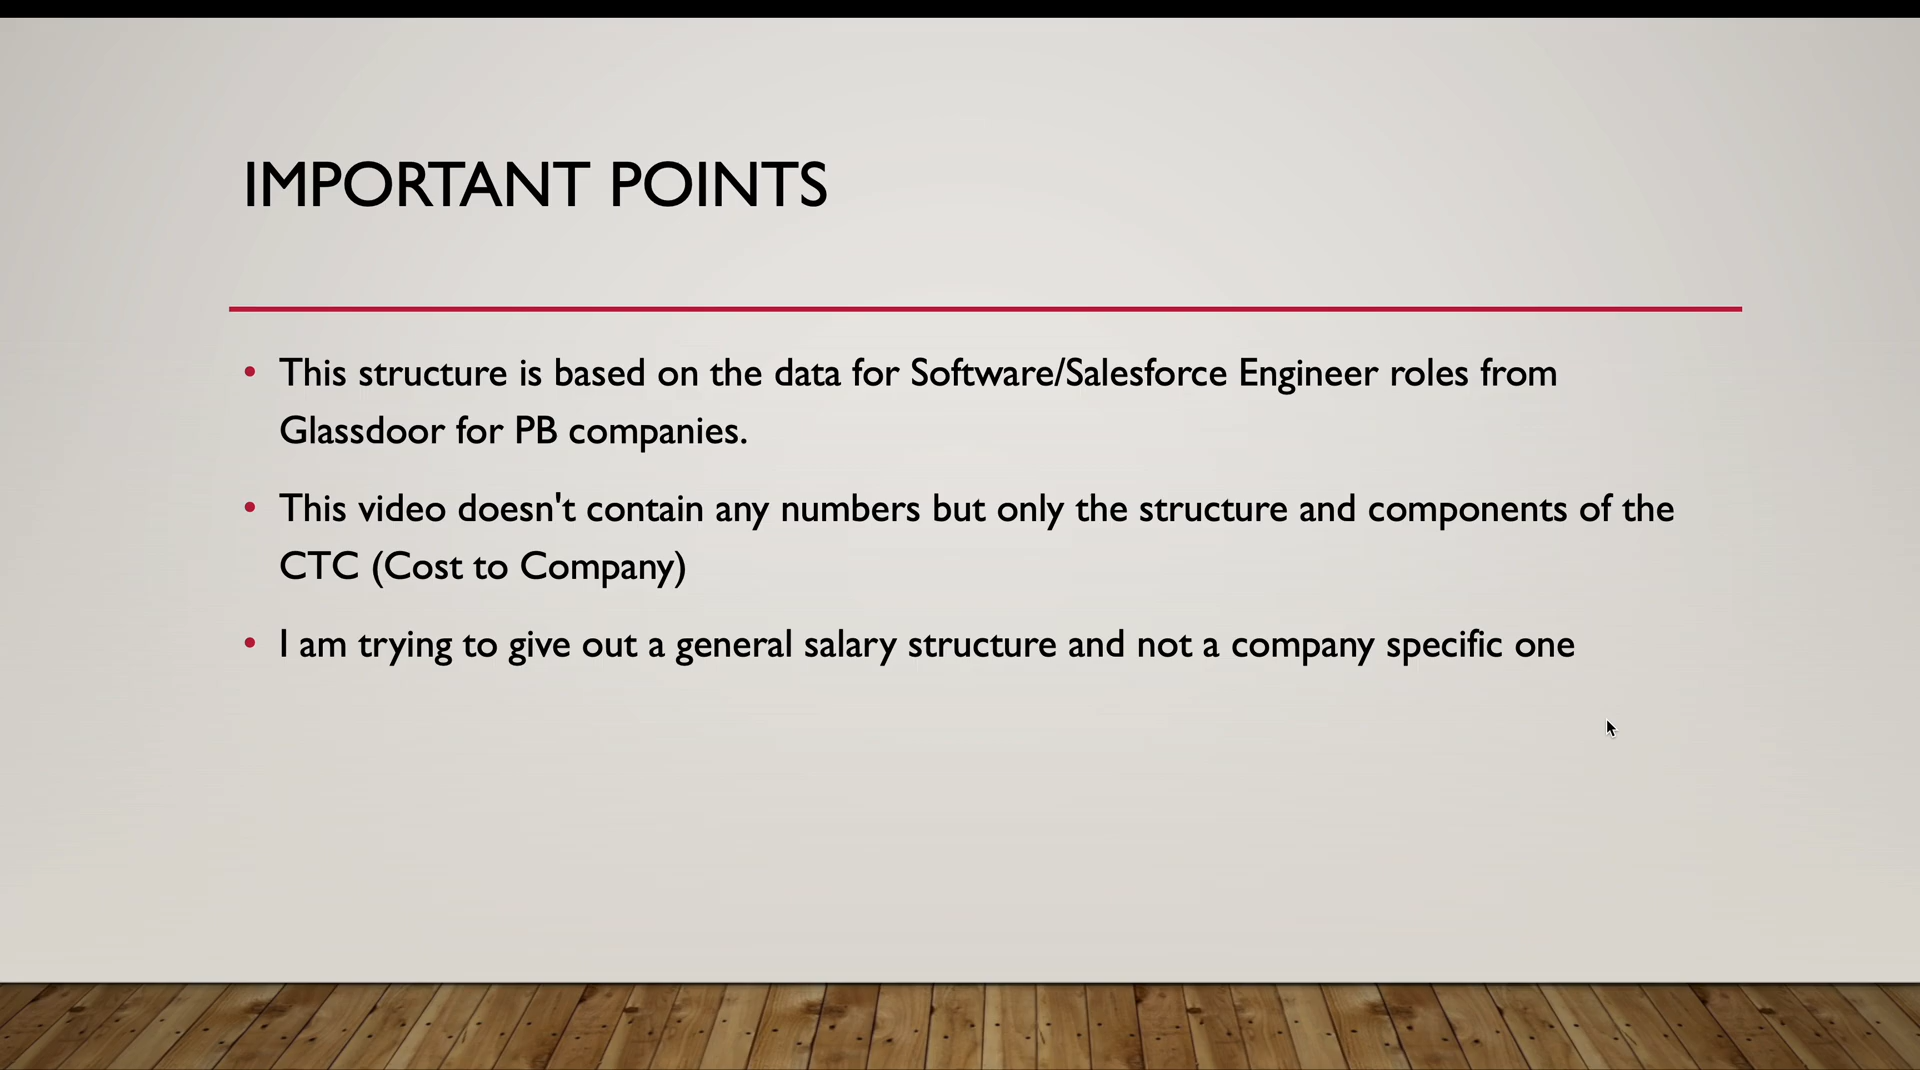 IMPORTANT POINTS
• This structure is based on the data for Software/Salesforce Engineer roles from
Glassdoor for PB companies.
• This video doesn't contain any numbers but only the structure and components of the
CTC (Cost to Company)
• I am trying to give out a general salary structure and not a company specific one